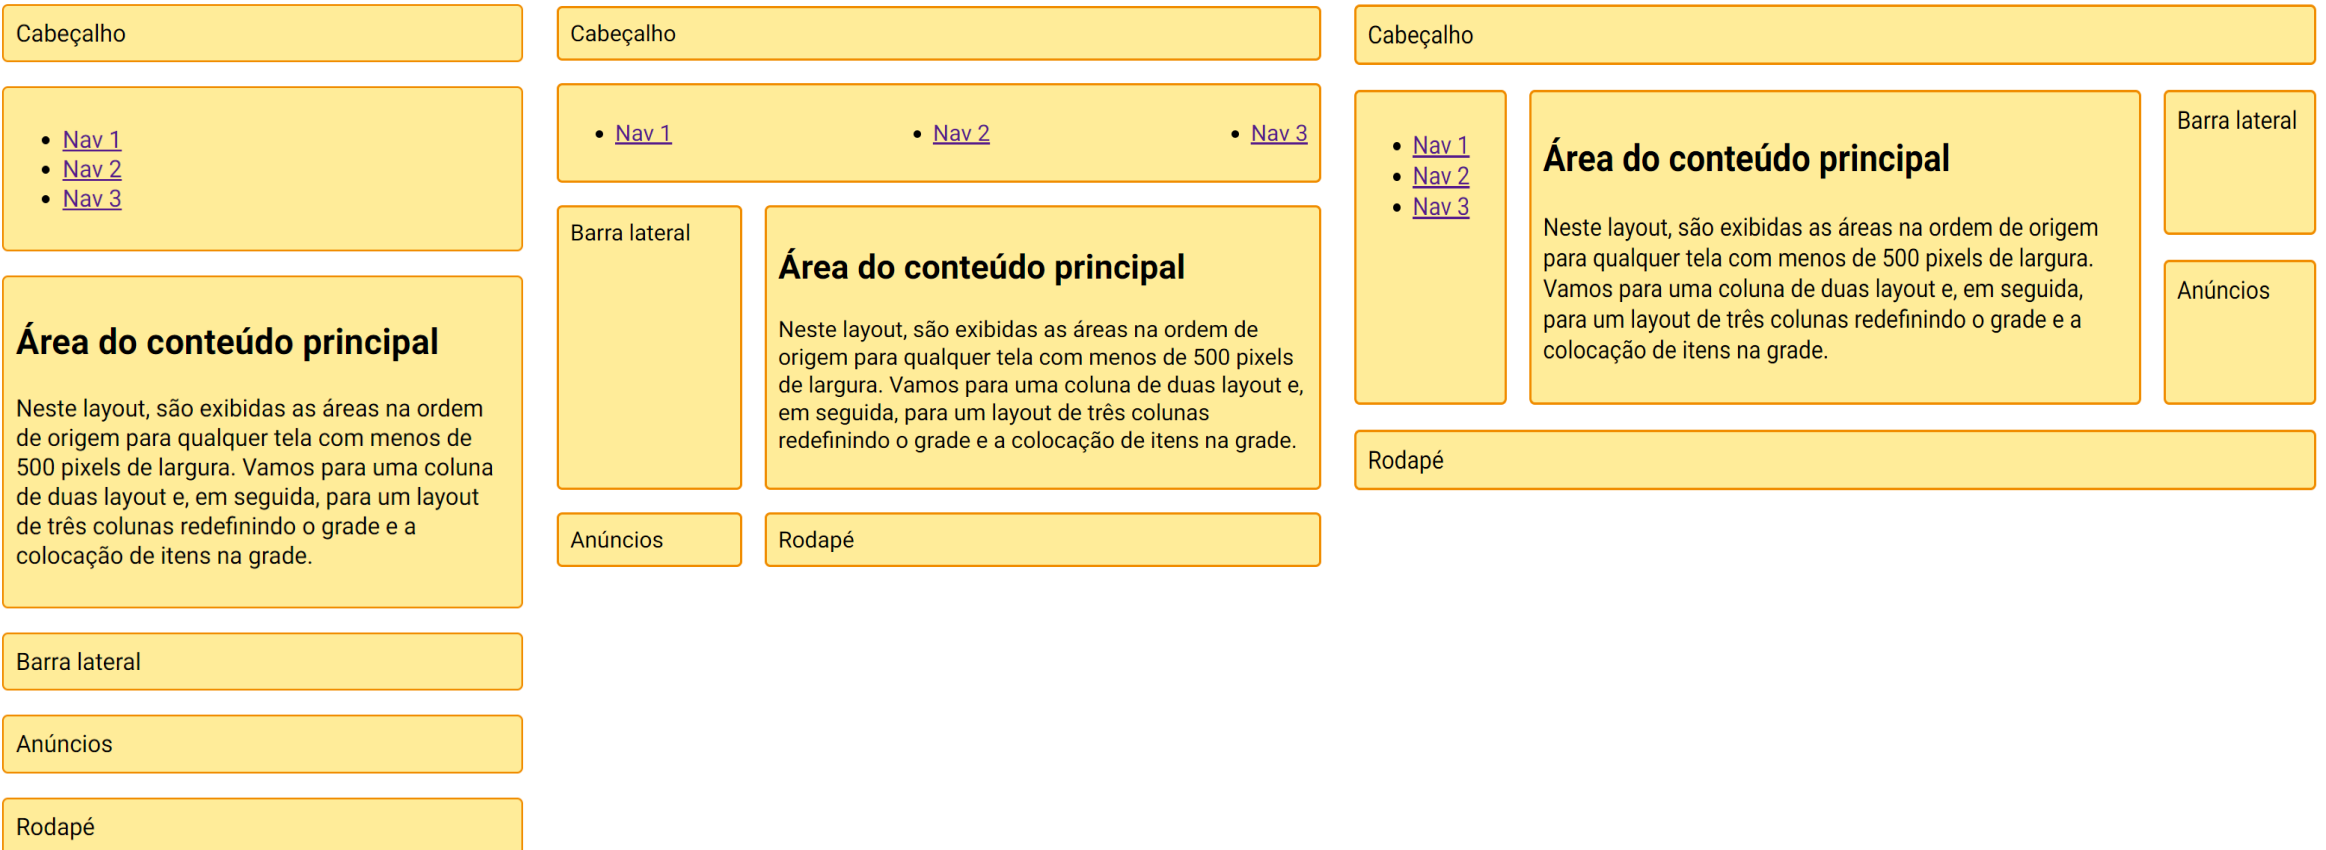 Cabeçalho
Nav 1
Nav 2
Nav 3
Área do conteúdo principal
Neste layout, são exibidas as áreas na ordem
de origem para qualquer tela com menos de
500 pixels de largura. Vamos para uma coluna
de duas layout e, em seguida, para um layout
de três colunas redefinindo o grade e a
colocação de itens na grade.
Barra lateral
Anúncios
Rodapé
Cabeçalho
Nav 1 Nav 2 Nav 3
Barra lateral
Área do conteúdo principal
Neste layout, são exibidas as áreas na ordem de
origem para qualquer tela com menos de 500 pixels
de largura. Vamos para uma coluna de duas layout e,
em seguida, para um layout de três colunas
redefinindo o grade e a colocação de itens na grade.
Anúncios
Rodapé
Cabeçalho
Nav 1
Nav 2
Nav 3
Área do conteúdo principal
Neste layout, são exibidas as áreas na ordem de origem
para qualquer tela com menos de 500 pixels de largura.
Vamos para uma coluna de duas layout e, em seguida,
para um layout de três colunas redefinindo o grade e a
colocação de itens na grade.
Barra lateral
Anúncios
Rodapé